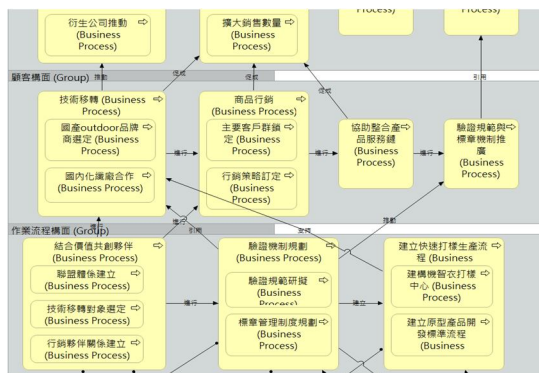 衍生公司推動
(Business
Process)
擴大銷售數量
(Business
Process)
Process)
Process)
推動
促成
促成
促成
引用
顧客構面 (Group)
技術移轉 (Business
Process)
國產outdoor品牌
商選定 (Business
Process)
國內化纖廠合作
(Business Process)
商品行銷
(Business Process)
主要客戶群鎖
定 (Business
Process)
行銷策略訂定
(Business Process)
協助整合產
品服務鏈
(Business
Process)
驗證規範與
標章機制推
廣
(Business
Process)
進行
進行
進行
進行
進行
引用
支持
推動
作業流程構面 (Group)
結合價值共創夥伴
(Business Process)
聯盟體係建立
(Business Process)
技術移轉對象選定
(Business Process)
行銷夥伴關係建立
(Business Process)
驗證機制規劃
(Business Process)
驗證規範研擬
(Business
Process)
標章管理制度規劃
(Business
Process)
建立快速打樣生產流
程 (Business
Process)
建構機智衣打樣
中心 (Business
Process)
建立原型產品開
發標準流程
(Business
進行
建立